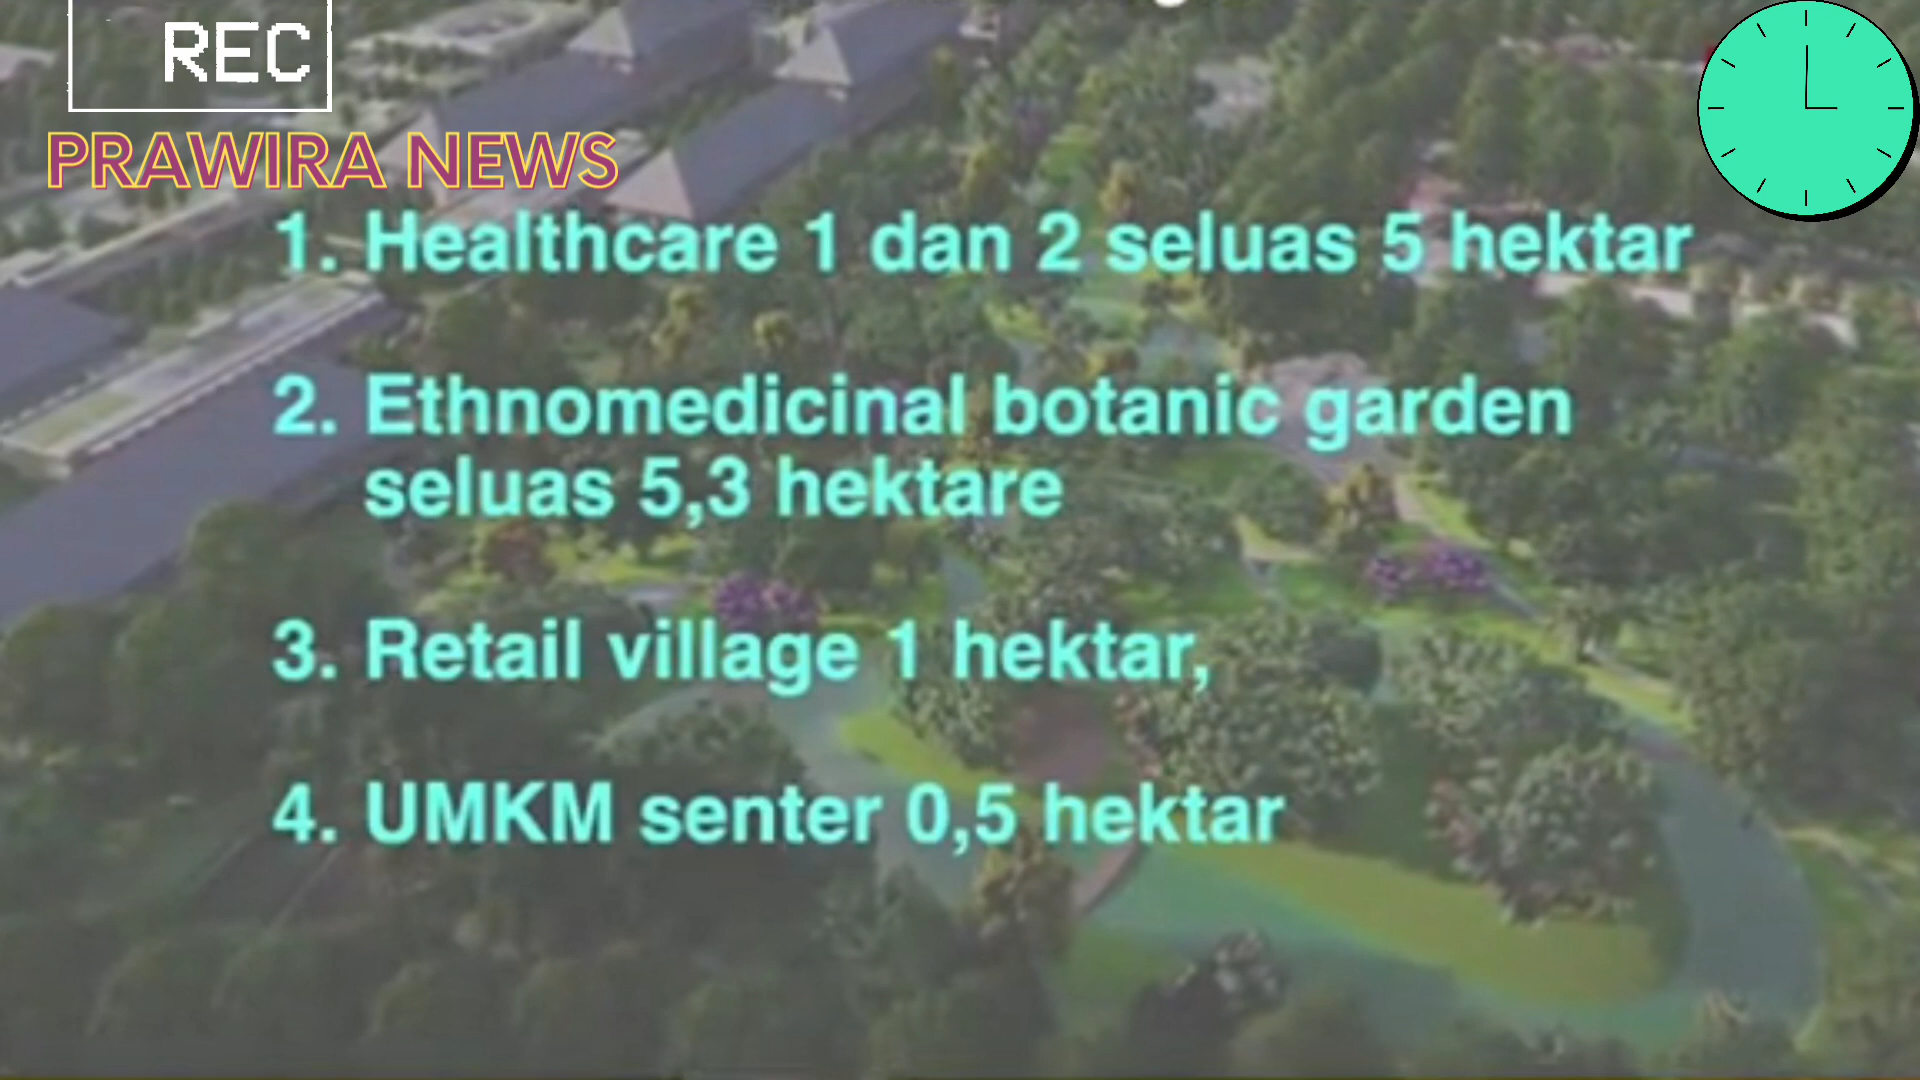 REC
PRAWIRA NEWS
1. Healthcare 1 dan 2 seluas 5 hektar
2. Ethnomedicinal botanic garden
seluas 5,3 hektare
3. Retail village 1 hektar,
4. UMKM senter 0,5 hektar